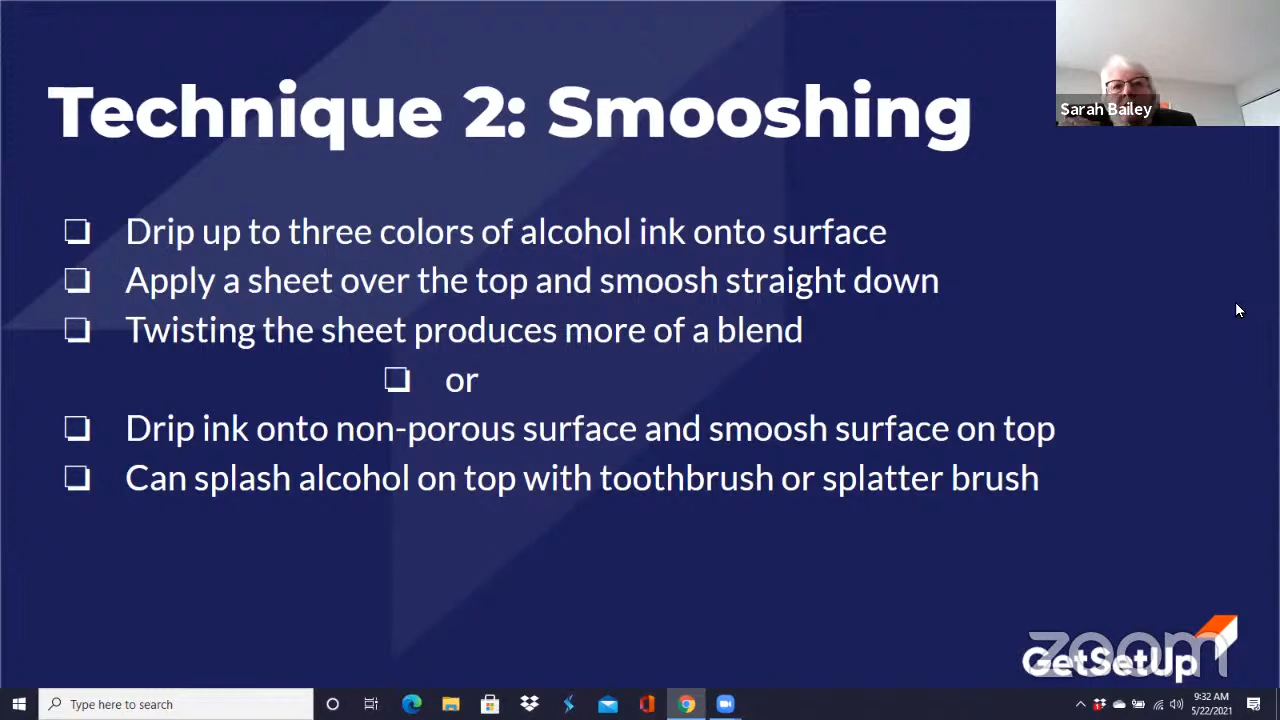 Technique 2: Smooshing
Sarah Bailey
Drip up to three colors of alcohol ink onto surface
Apply a sheet over the top and smoosh straight down
Twisting the sheet produces more of a blend
or
Drip ink onto non-porous surface and smoosh surface on top
Can splash alcohol on top with toothbrush or splatter brush
zoom
GetSetUp
Type here to search
9:32 AM
5/22/2021